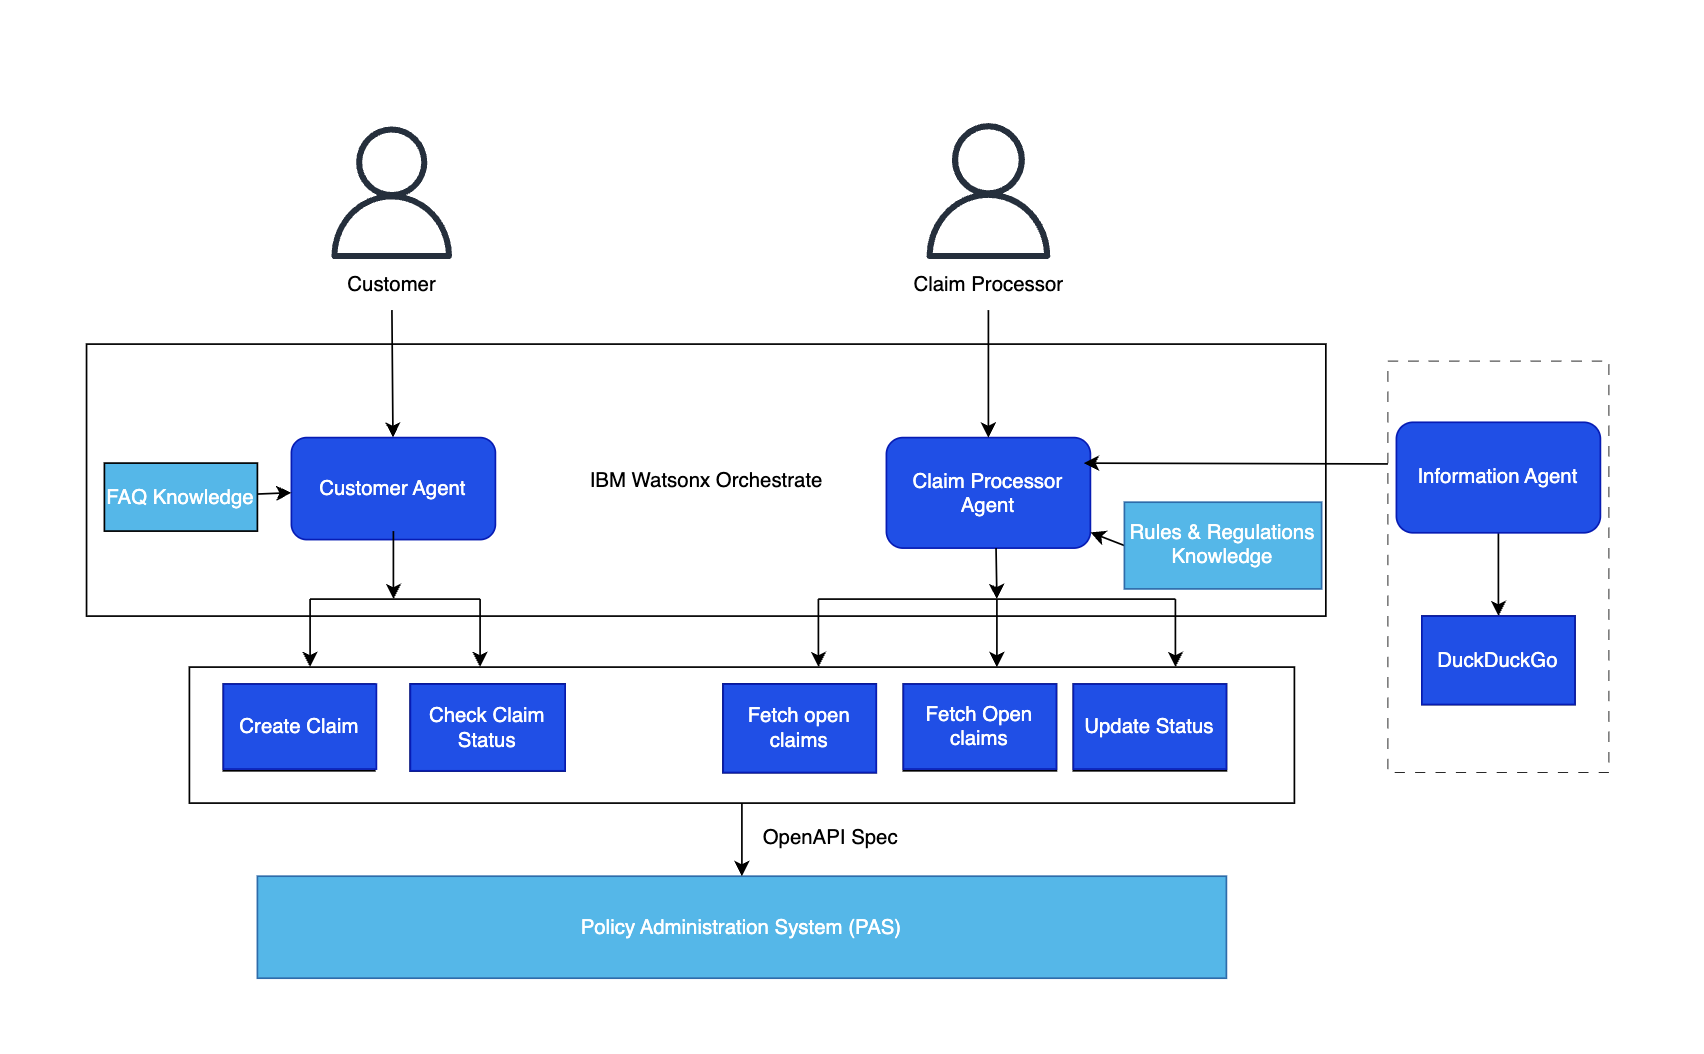 Customer
Claim Processor
FAQ Knowledge
Customer Agent
IBM Watsonx Orchestrate
Claim Processor
Agent
Rules & Regulations
Knowledge
Information Agent
DuckDuckGo
Create Claim
Check Claim
Status
Fetch open
claims
Fetch Open
claims
Update Status
OpenAPI Spec
Policy Administration System (PAS)